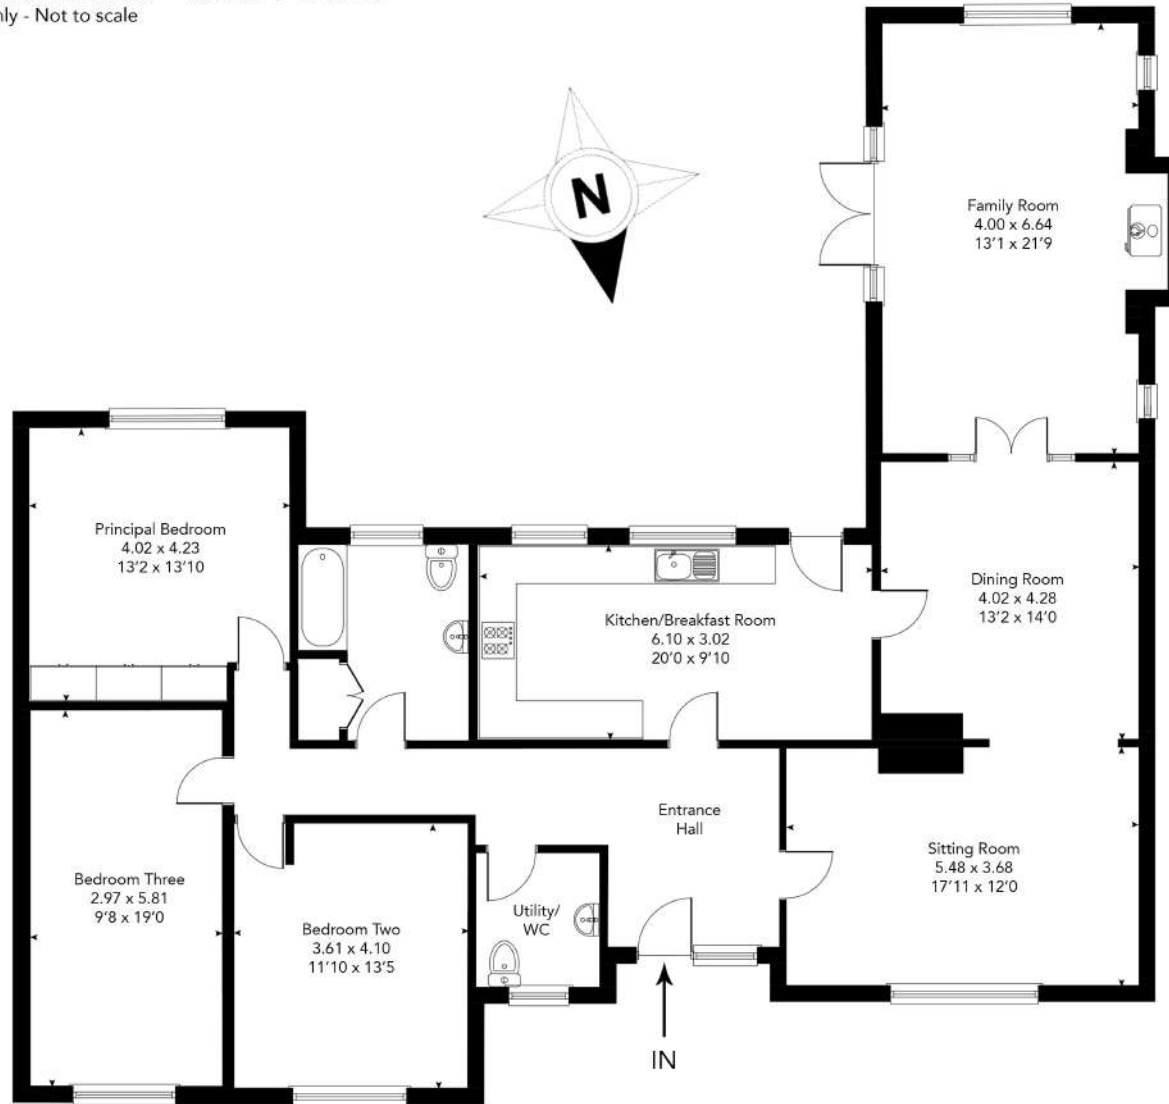 nly - Not to scale
N
Family Room
4.00 x 6.64
13'1 x 21'9
Principal Bedroom
4.02 x 4.23
13'2 x 13'10
Kitchen/Breakfast Room
6.10 x 3.02
20'0 x 9'10
Dining Room
4.02 x 4.28
13'2 x 14'0
Entrance
Hall
Sitting Room
5.48 x 3.68
17'11 x 12'0
Bedroom Three
2.97 x 5.81
9'8 x 19'0
Bedroom Two
3.61 x 4.10
11'10 x 13'5
Utility/
WC
IN